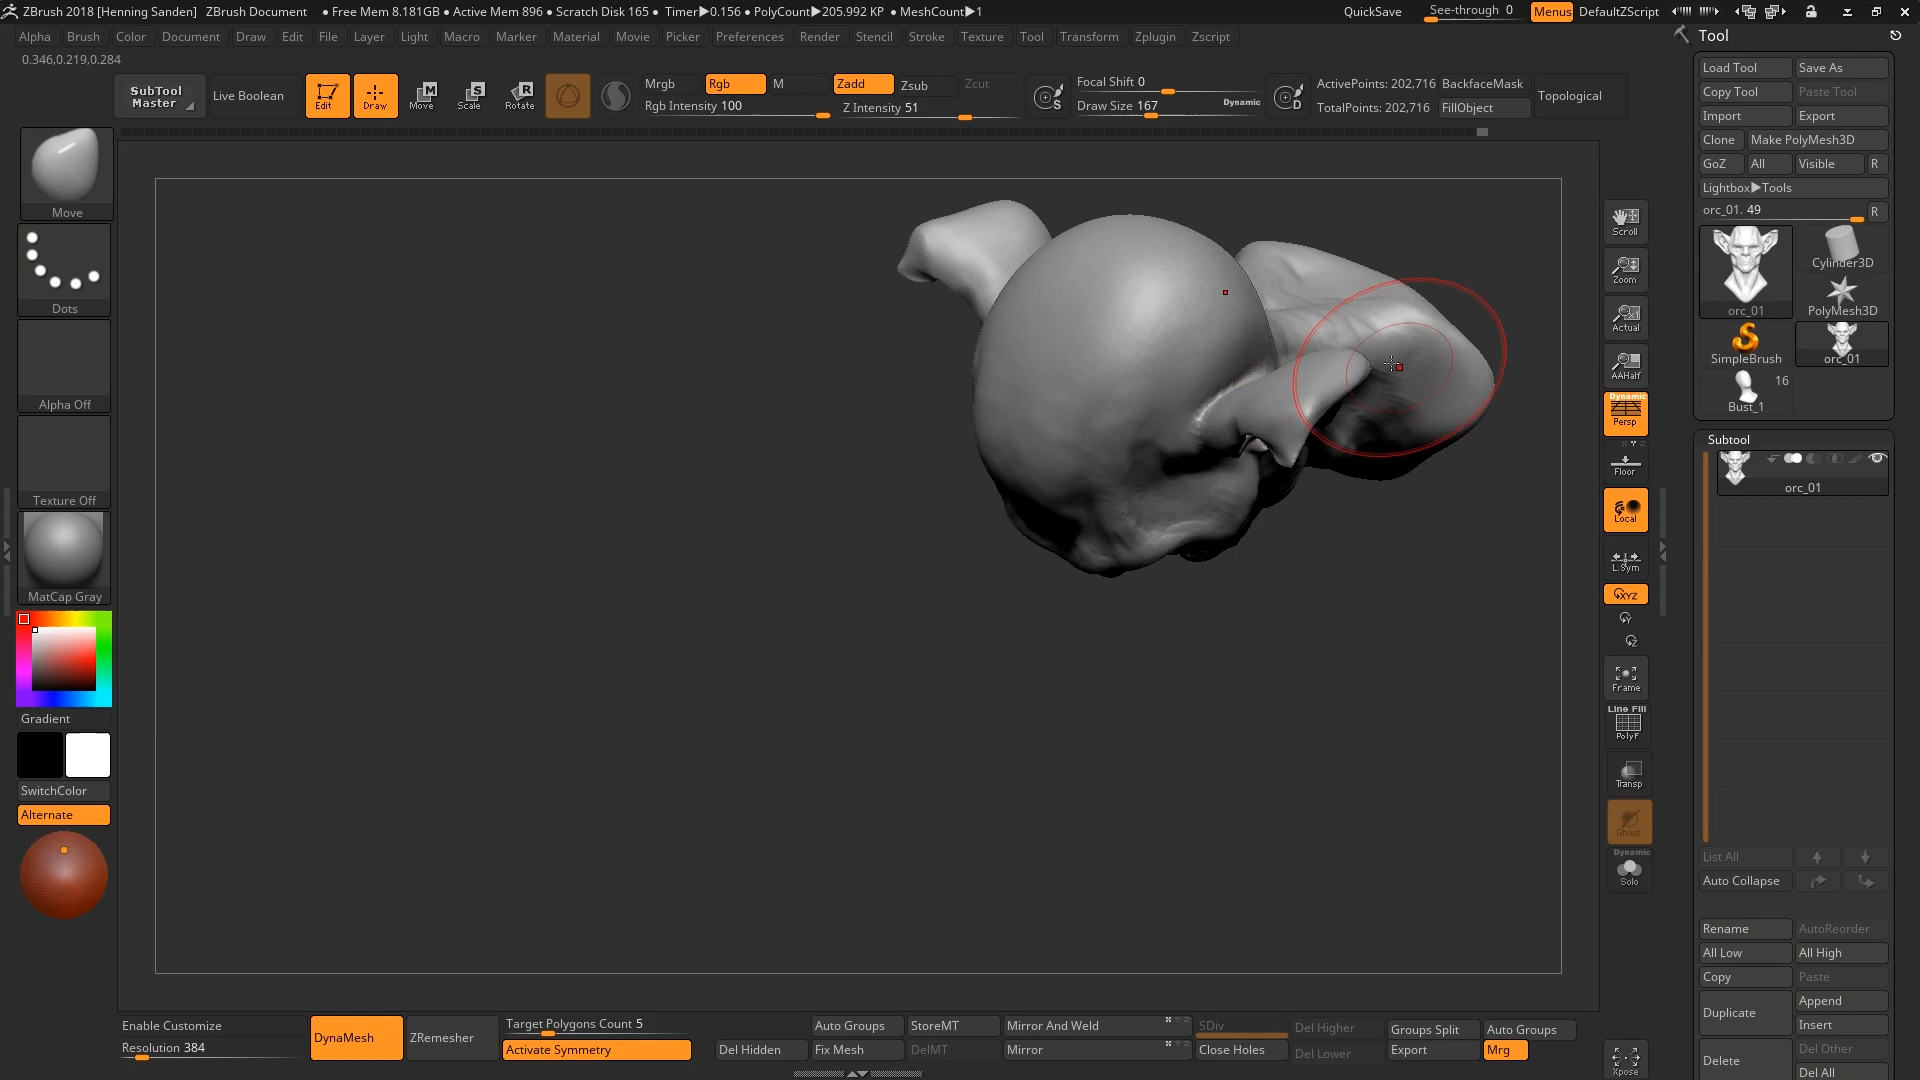 ZBrush 2018 [Henning Sanden] ZBrush Document • Free Mem 8.181GB • Active Mem 896 • Scratch Disk 165 • Timer▶0.156 • PolyCount▶205.992 KP • MeshCount▶1 QuickSave See-through 0 Menus DefaultZScript
Alpha Brush Color Document Draw Edit File Layer Light Macro Marker Material Movie Picker Preferences Render Stencil Stroke Texture Tool Transform Zplugin Zscript
0.346,0.219,0.284
SubTool Master
Live Boolean
Edit Draw Move Scale Rotate
Mrgb Rgb M Zadd Zsub Zcut
Rgb Intensity 100 Z Intensity 51
Focal Shift 0
Draw Size 167 Dynamic
ActivePoints: 202,716 BackfaceMask
TotalPoints: 202,716 FillObject
Topological
Move
Dots
Alpha Off
Texture Off
MatCap Gray
Gradient
SwitchColor
Alternate
Scroll
Zoom
Actual
AAHalf
Dynamic
Persp
Floor
Local
L.Sym
XYZ
Frame
Line Fill
PolyF
Transp
Ghost
Dynamic
Solo
Xpose
Tool
Load Tool Save As
Copy Tool Paste Tool
Import Export
Clone Make PolyMesh3D
GoZ All Visible R
Lightbox▶Tools
orc_01. 49 R
orc_01 Cylinder3D
PolyMesh3D
SimpleBrush orc_01
16
Bust_1
Subtool
orc_01
List All
Auto Collapse
Rename AutoReorder
All Low All High
Copy Paste
Duplicate Append
Insert
Delete Del Other
Del All
Enable Customize
Resolution 384
DynaMesh
ZRemesher
Target Polygons Count 5
Activate Symmetry
Del Hidden
Auto Groups
Fix Mesh
StoreMT
DelMT
Mirror And Weld
Mirror
SDiv
Close Holes
Del Higher
Del Lower
Groups Split
Export
Auto Groups
Mrg